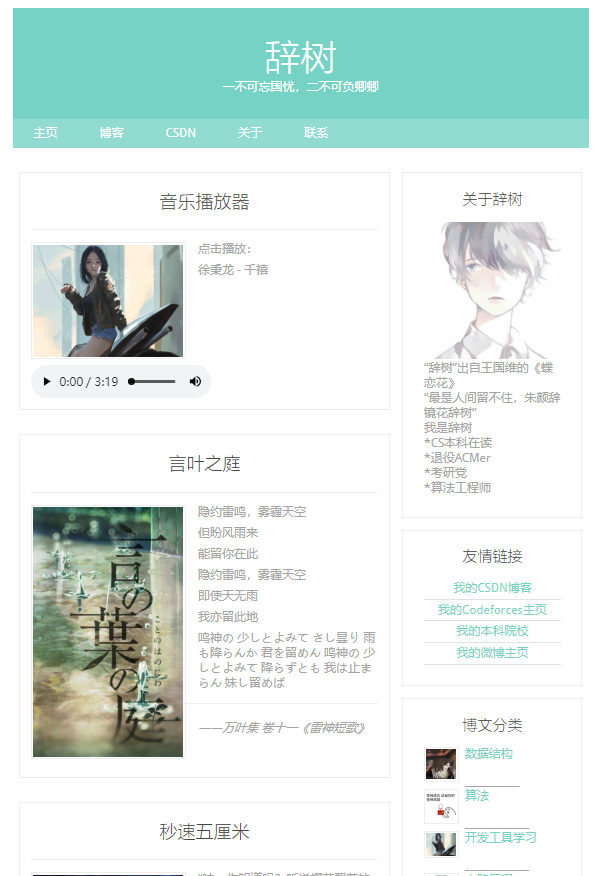 辞树
一不可忘国忧，二不可负卿卿
主页 博客 CSDN 关于 联系
音乐播放器
点击播放：
徐秉龙 - 千禧
0:00 / 3:19
言叶之庭
言の葉の庭
ことのはのにわ
隐约雷鸣，雾霾天空
但盼风雨来
能留你在此
隐约雷鸣，雾霾天空
即使天无雨
我亦留此地
鸣神の 少しとよみて さし曇り 雨
も降らんか 君を留めん 鸣神の 少
しとよみて 降らずとも 我は止ま
らん 妹し留めば
——万叶集 卷十一《雷神短歌》
秒速五厘米
关于辞树
“辞树”出自王国维的《蝶
恋花》
“最是人间留不住，朱颜辞
镜花辞树”
我是辞树
*CS本科在读
*退役ACMer
*考研党
*算法工程师
友情链接
我的CSDN博客
我的Codeforces主页
我的本科院校
我的微博主页
博文分类
数据结构
算法
开发工具学习